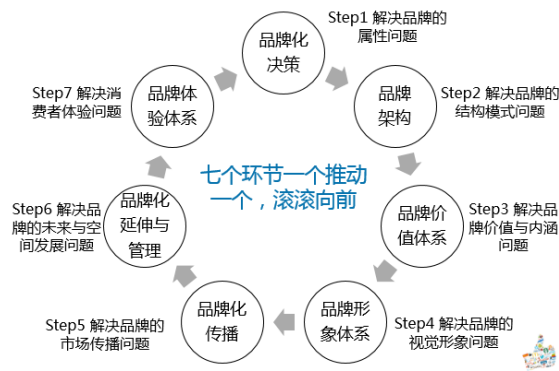 品牌化
决策
Step1 解决品牌的
属性问题
品牌
架构
Step2 解决品牌的
结构模式问题
品牌价
值体系
Step3 解决品
牌价值与内涵
问题
品牌形
象体系
Step4 解决品牌的
视觉形象问题
品牌化
传播
Step5 解决品牌的
市场传播问题
品牌化
延伸与
管理
Step6 解决品
牌的未来与空
间发展问题
品牌体
验体系
Step7 解决消
费者体验问题
七个环节一个推动
一个，滚滚向前